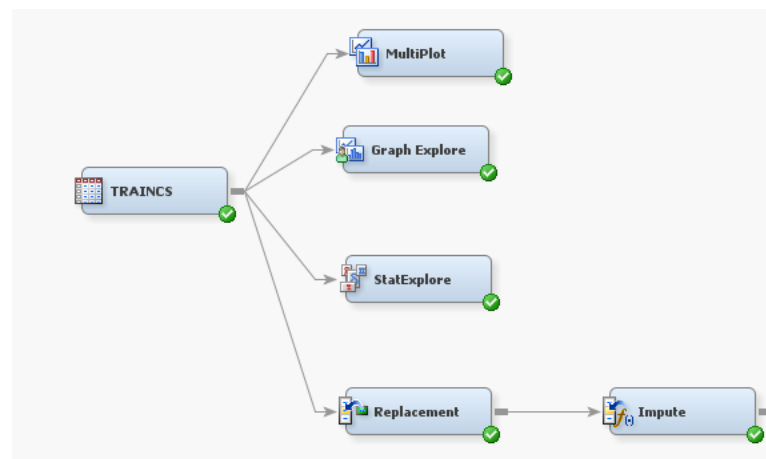 MultiPlot
Graph Explore
TRAINCS
StatExplore
Replacement
Impute